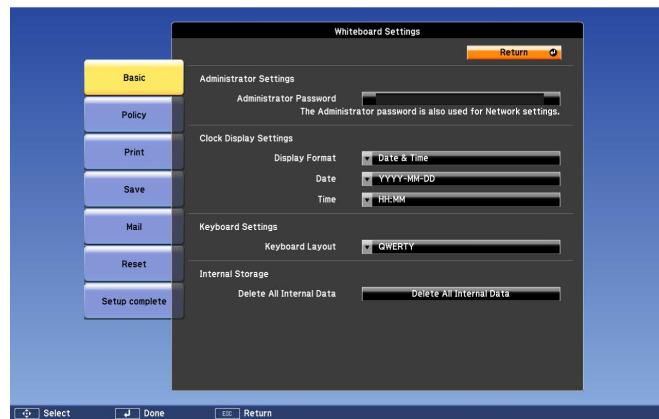 Whiteboard Settings
Return
Basic
Policy
Print
Save
Mail
Reset
Setup complete
Administrator Settings
Administrator Password
The Administrator password is also used for Network settings.
Clock Display Settings
Display Format Date & Time
Date YYYY-MM-DD
Time HH:MM
Keyboard Settings
Keyboard Layout QWERTY
Internal Storage
Delete All Internal Data Delete All Internal Data
Select Done ESC Return